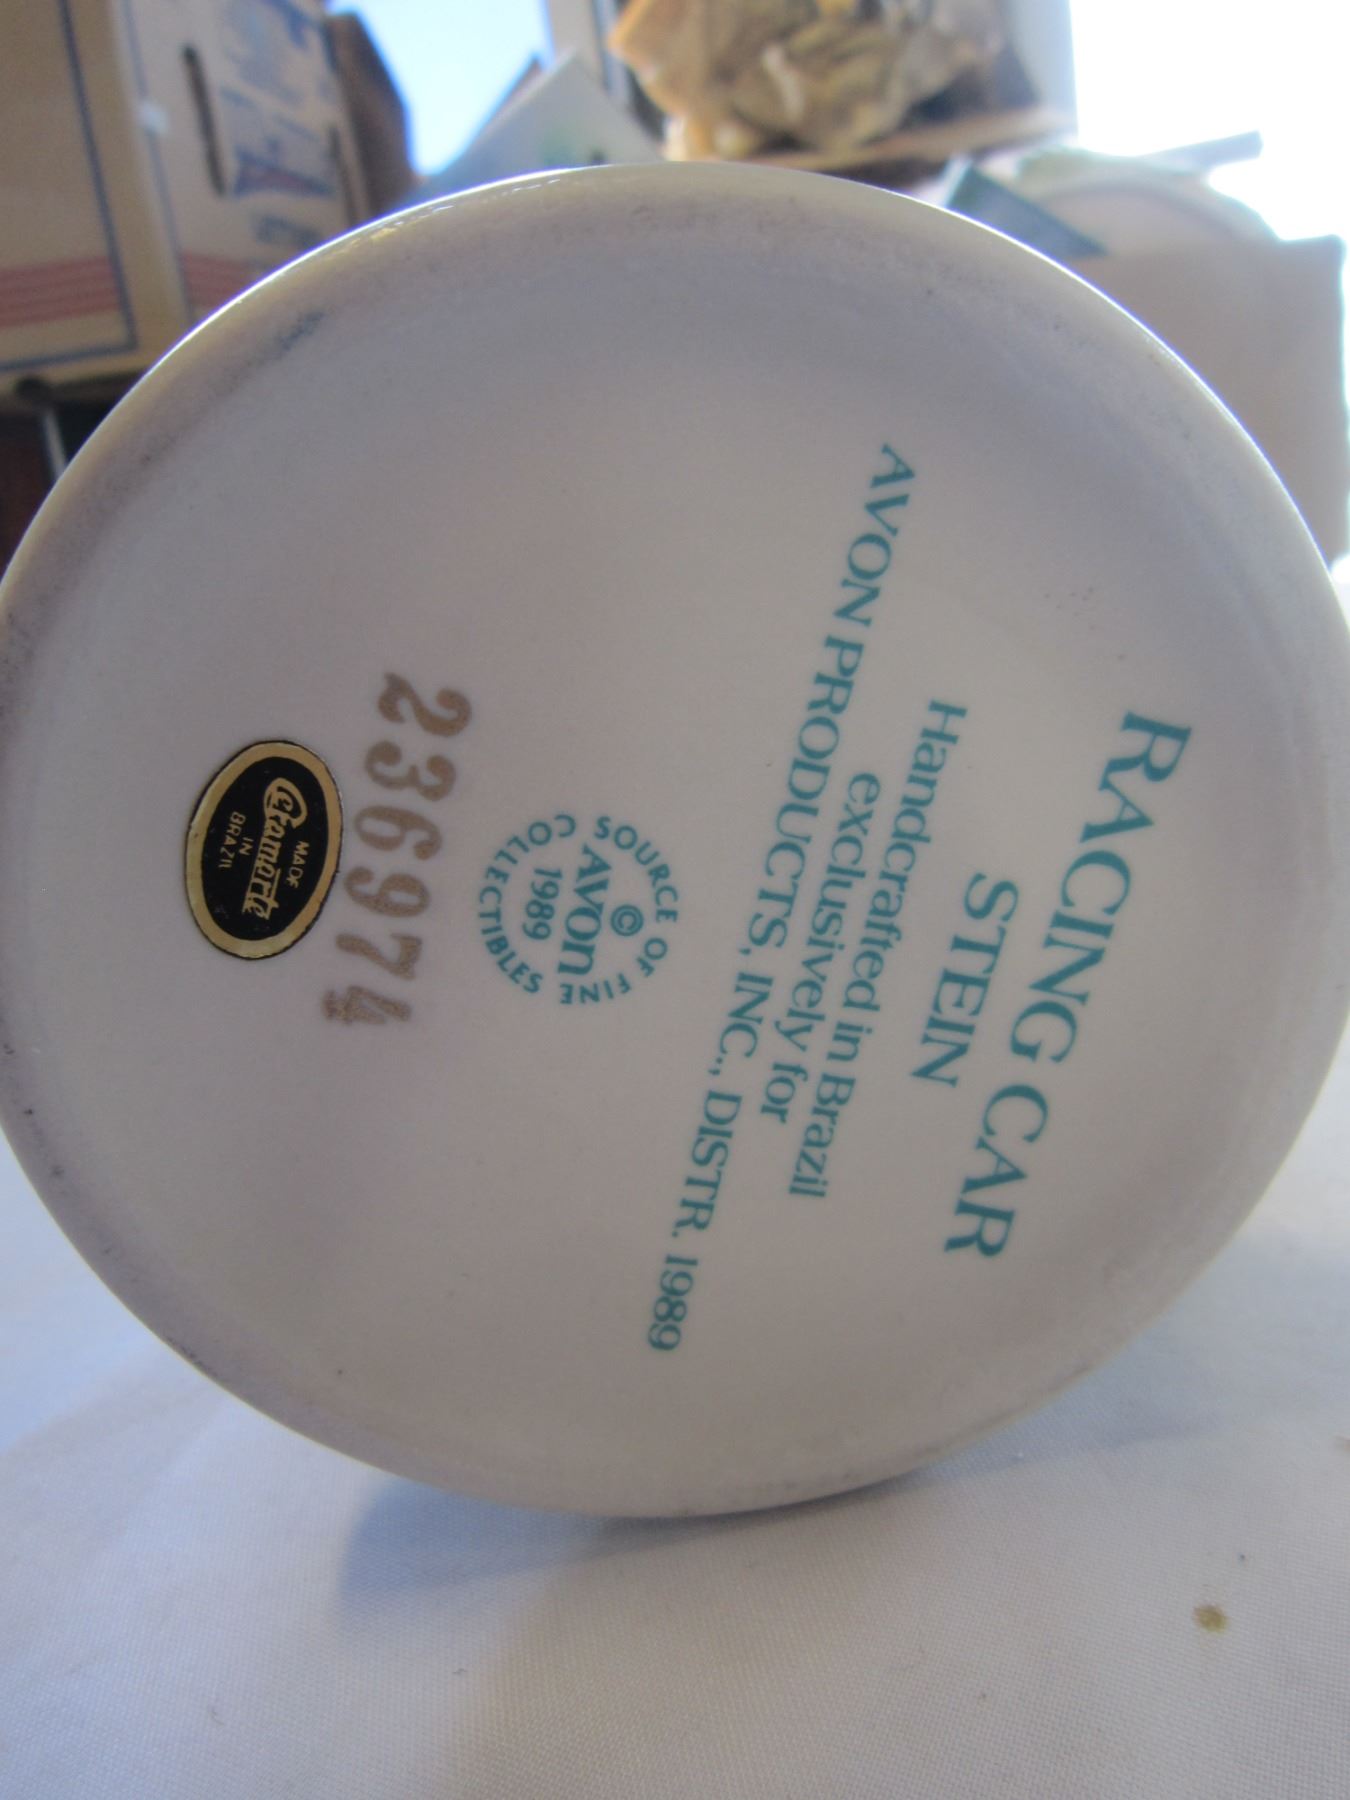 RACING CAR
STEIN
Handcrafted in Brazil
exclusively for
AVON PRODUCTS, INC., DISTR. 1989
SOURCE OF FINE
©
AVON
1989
COLLECTIBLES
236974
MADE
Ceramarte
IN
BRAZIL